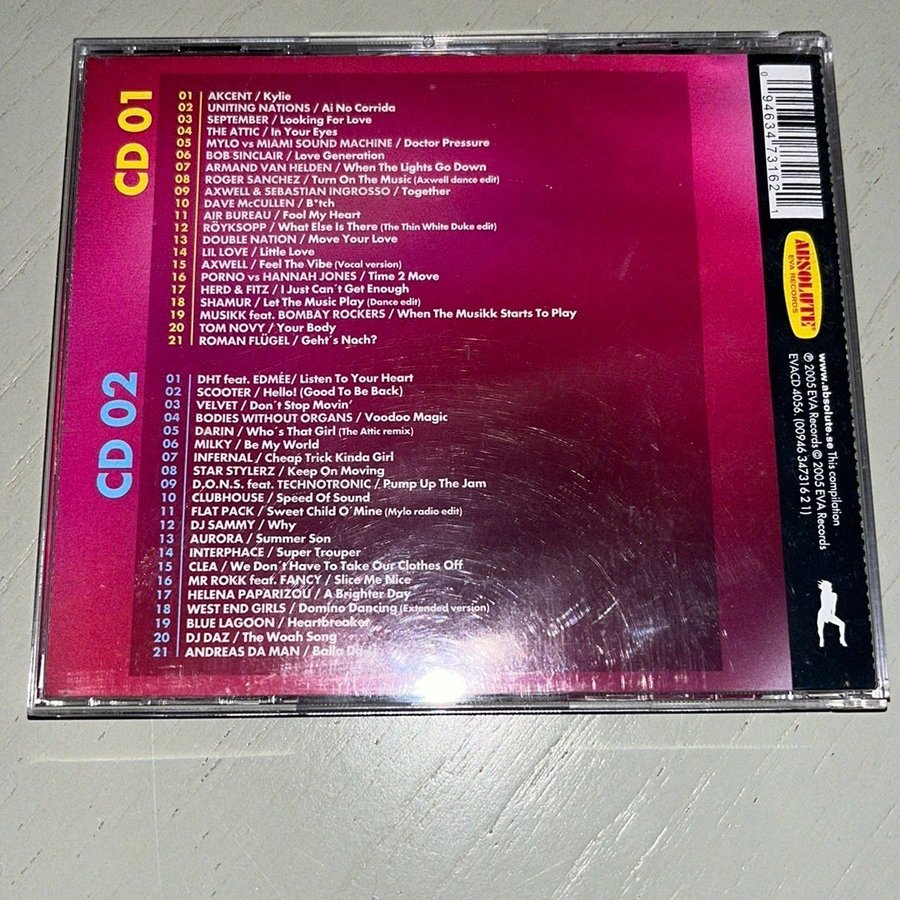 CD 01
01 AKCENT / Kylie
02 UNITING NATIONS / Ai No Corrida
03 SEPTEMBER / Looking For Love
04 THE ATTIC / In Your Eyes
05 MYLO vs MIAMI SOUND MACHINE / Doctor Pressure
06 BOB SINCLAIR / Love Generation
07 ARMAND VAN HELDEN / When The Lights Go Down
08 ROGER SANCHEZ / Turn On The Music (Axwell dance edit)
09 AXWELL & SEBASTIAN INGROSSO / Together
10 DAVE McCULLEN / B*tch
11 AIR BUREAU / Fool My Heart
12 RÖYKSOPP / What Else Is There (The Thin White Duke edit)
13 DOUBLE NATION / Move Your Love
14 LIL LOVE / Little Love
15 AXWELL / Feel The Vibe (Vocal version)
16 PORNO vs HANNAH JONES / Time 2 Move
17 HERD & FITZ / I Just Can´t Get Enough
18 SHAMUR / Let The Music Play (Dance edit)
19 MUSIKK feat. BOMBAY ROCKERS / When The Musikk Starts To Play
20 TOM NOVY / Your Body
21 ROMAN FLÜGEL / Geht´s Noch?
CD 02
01 DHT feat. EDMÉE/ Listen To Your Heart
02 SCOOTER / Hello! (Good To Be Back)
03 VELVET / Don´t Stop Movin'
04 BODIES WITHOUT ORGANS / Voodoo Magic
05 DARIN / Who´s That Girl (The Attic remix)
06 MILKY / Be My World
07 INFERNAL / Cheap Trick Kinda Girl
08 STAR STYLERZ / Keep On Moving
09 D.O.N.S. feat. TECHNOTRONIC / Pump Up The Jam
10 CLUBHOUSE / Speed Of Sound
11 FLAT PACK / Sweet Child O´Mine (Mylo radio edit)
12 DJ SAMMY / Why
13 AURORA / Summer Son
14 INTERPHACE / Super Trouper
15 CLEA / We Don´t Have To Take Our Clothes Off
16 MR ROKK feat. FANCY / Slice Me Nice
17 HELENA PAPARIZOU / A Brighter Day
18 WEST END GIRLS / Domino Dancing (Extended version)
19 BLUE LAGOON / Heartbreaker
20 DJ DAZ / The Woah Song
21 ANDREAS DA MAN / Baila
0 94634 73162 1
ABSOLUTE
EVA RECORDS
www.absolute.se This compilation
℗ 2005 EVA Records © 2005 EVA Records
EVACD 4056. (00946 347316 2 1)